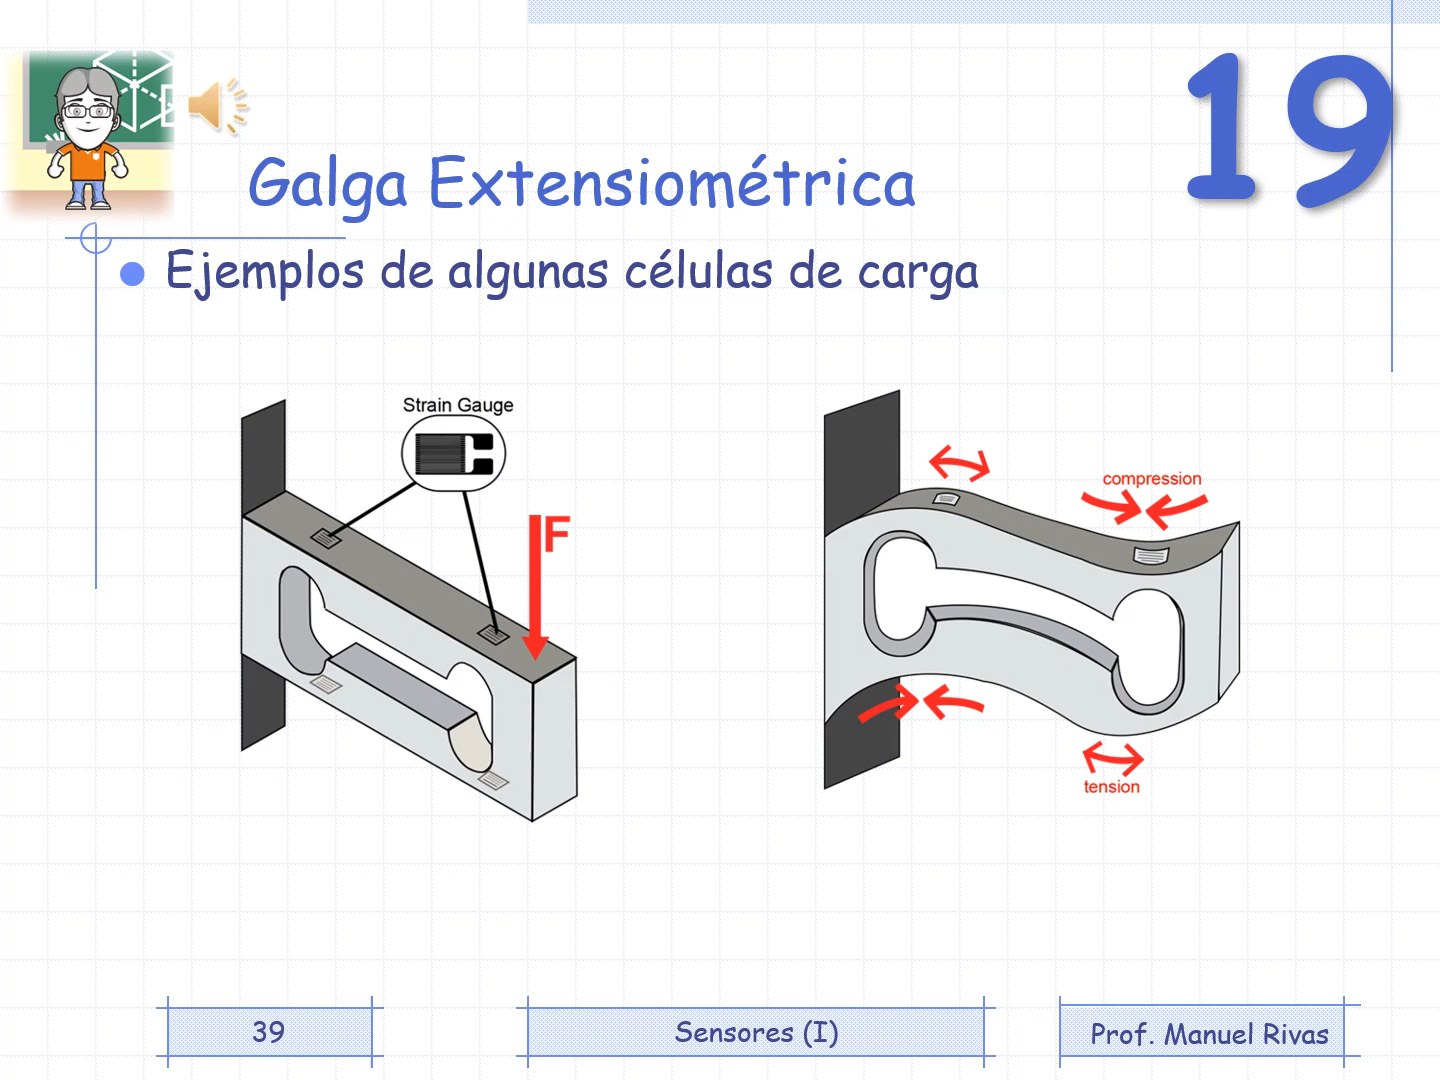 19
Galga Extensiométrica
Ejemplos de algunas células de carga
Strain Gauge
F
compression
tension
39
Sensores (I)
Prof. Manuel Rivas